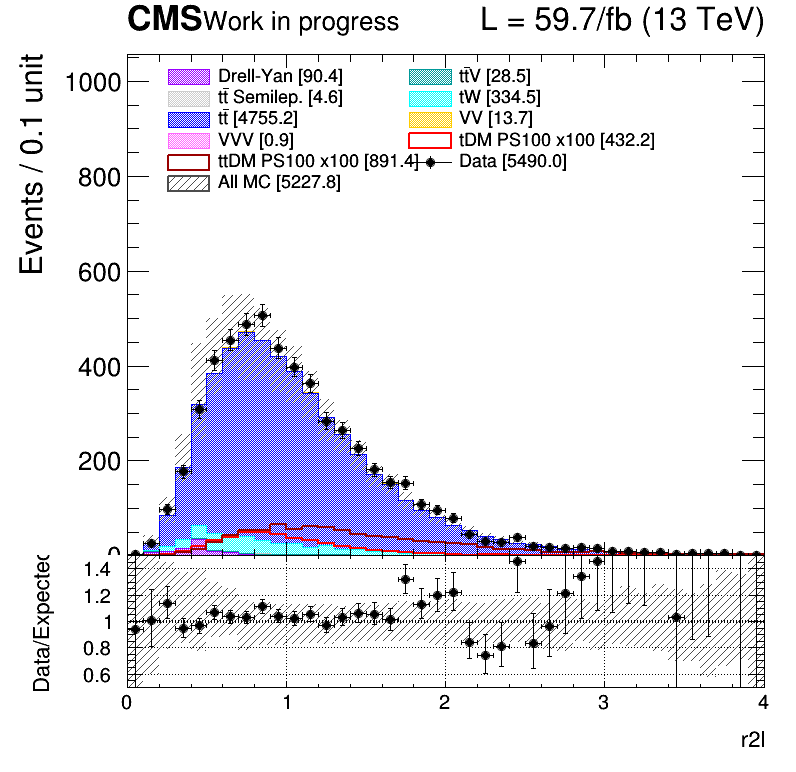 CMS Work in progress L = 59.7/fb (13 TeV)
Events / 0.1 unit
1000
800
600
400
200
0
Drell-Yan [90.4]
tt̄V [28.5]
tt̄ Semilep. [4.6]
tW [334.5]
tt̄ [4755.2]
VV [13.7]
VVV [0.9]
tDM PS100 x100 [432.2]
ttDM PS100 x100 [891.4]
Data [5490.0]
All MC [5227.8]
Data/Expected
1.4
1.2
1
0.8
0.6
0 1 2 3 4
r2l